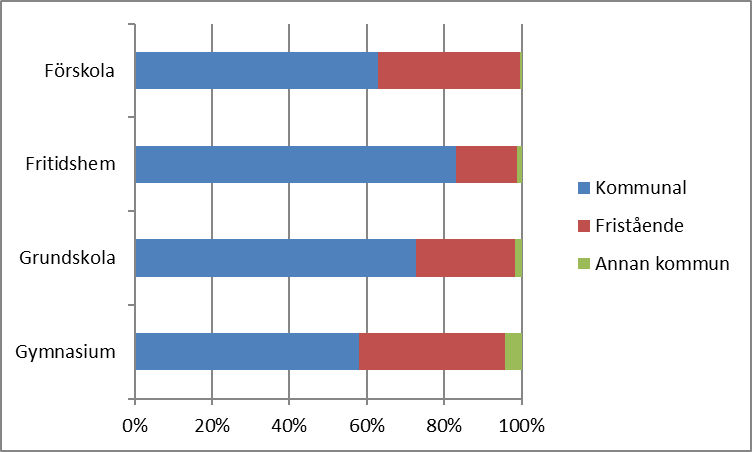 Förskola
Fritidshem
Grundskola
Gymnasium
0% 20% 40% 60% 80% 100%
Kommunal
Fristående
Annan kommun